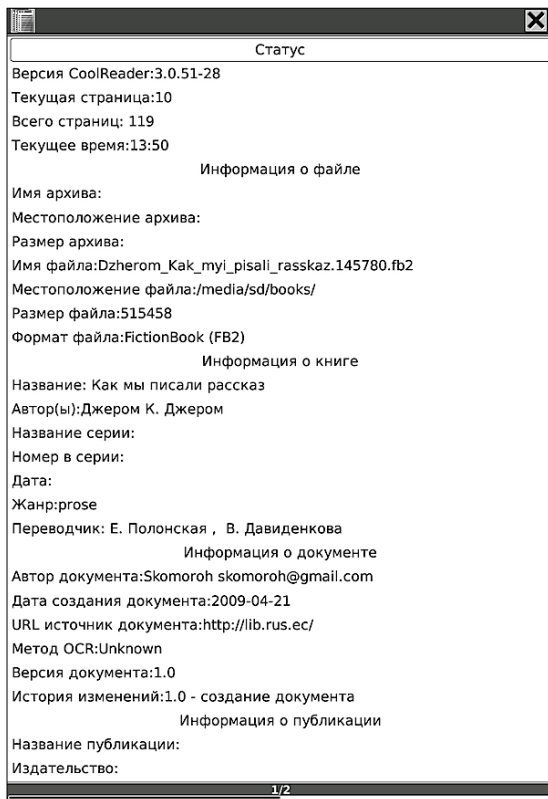 Статус
Версия CoolReader:3.0.51-28
Текущая страница:10
Всего страниц: 119
Текущее время:13:50
Информация о файле
Имя архива:
Местоположение архива:
Размер архива:
Имя файла:Dzherom_Kak_myi_pisali_rasskaz.145780.fb2
Местоположение файла:/media/sd/books/
Размер файла:515458
Формат файла:FictionBook (FB2)
Информация о книге
Название: Как мы писали рассказ
Автор(ы):Джером К. Джером
Название серии:
Номер в серии:
Дата:
Жанр:prose
Переводчик: Е. Полонская ,  В. Давиденкова
Информация о документе
Автор документа:Skomoroh skomoroh@gmail.com
Дата создания документа:2009-04-21
URL источник документа:http://lib.rus.ec/
Метод OCR:Unknown
Версия документа:1.0
История изменений:1.0 - создание документа
Информация о публикации
Название публикации:
Издательство:
1/2